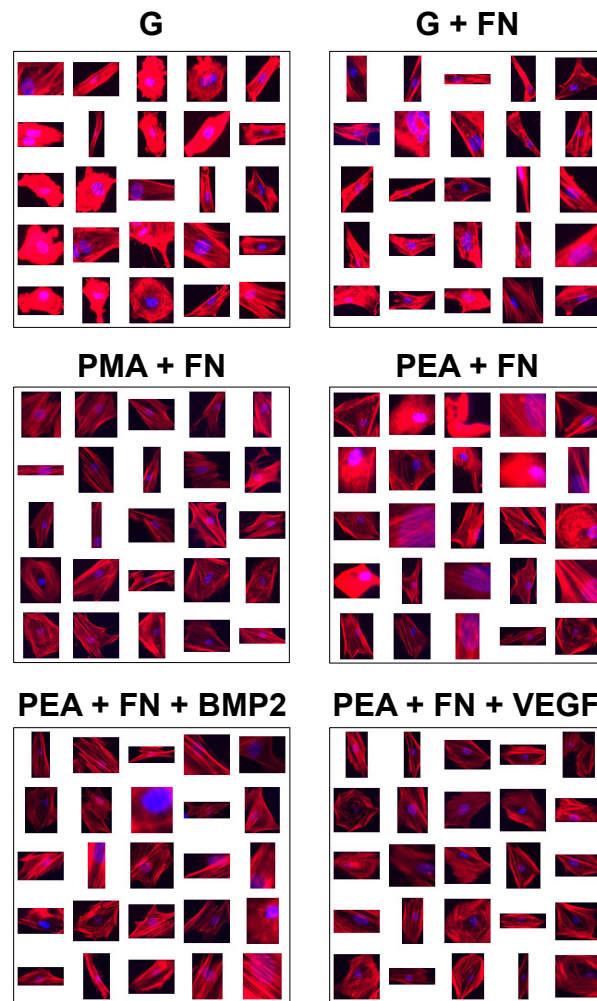 G
G + FN
PMA + FN
PEA + FN
PEA + FN + BMP2
PEA + FN + VEGF